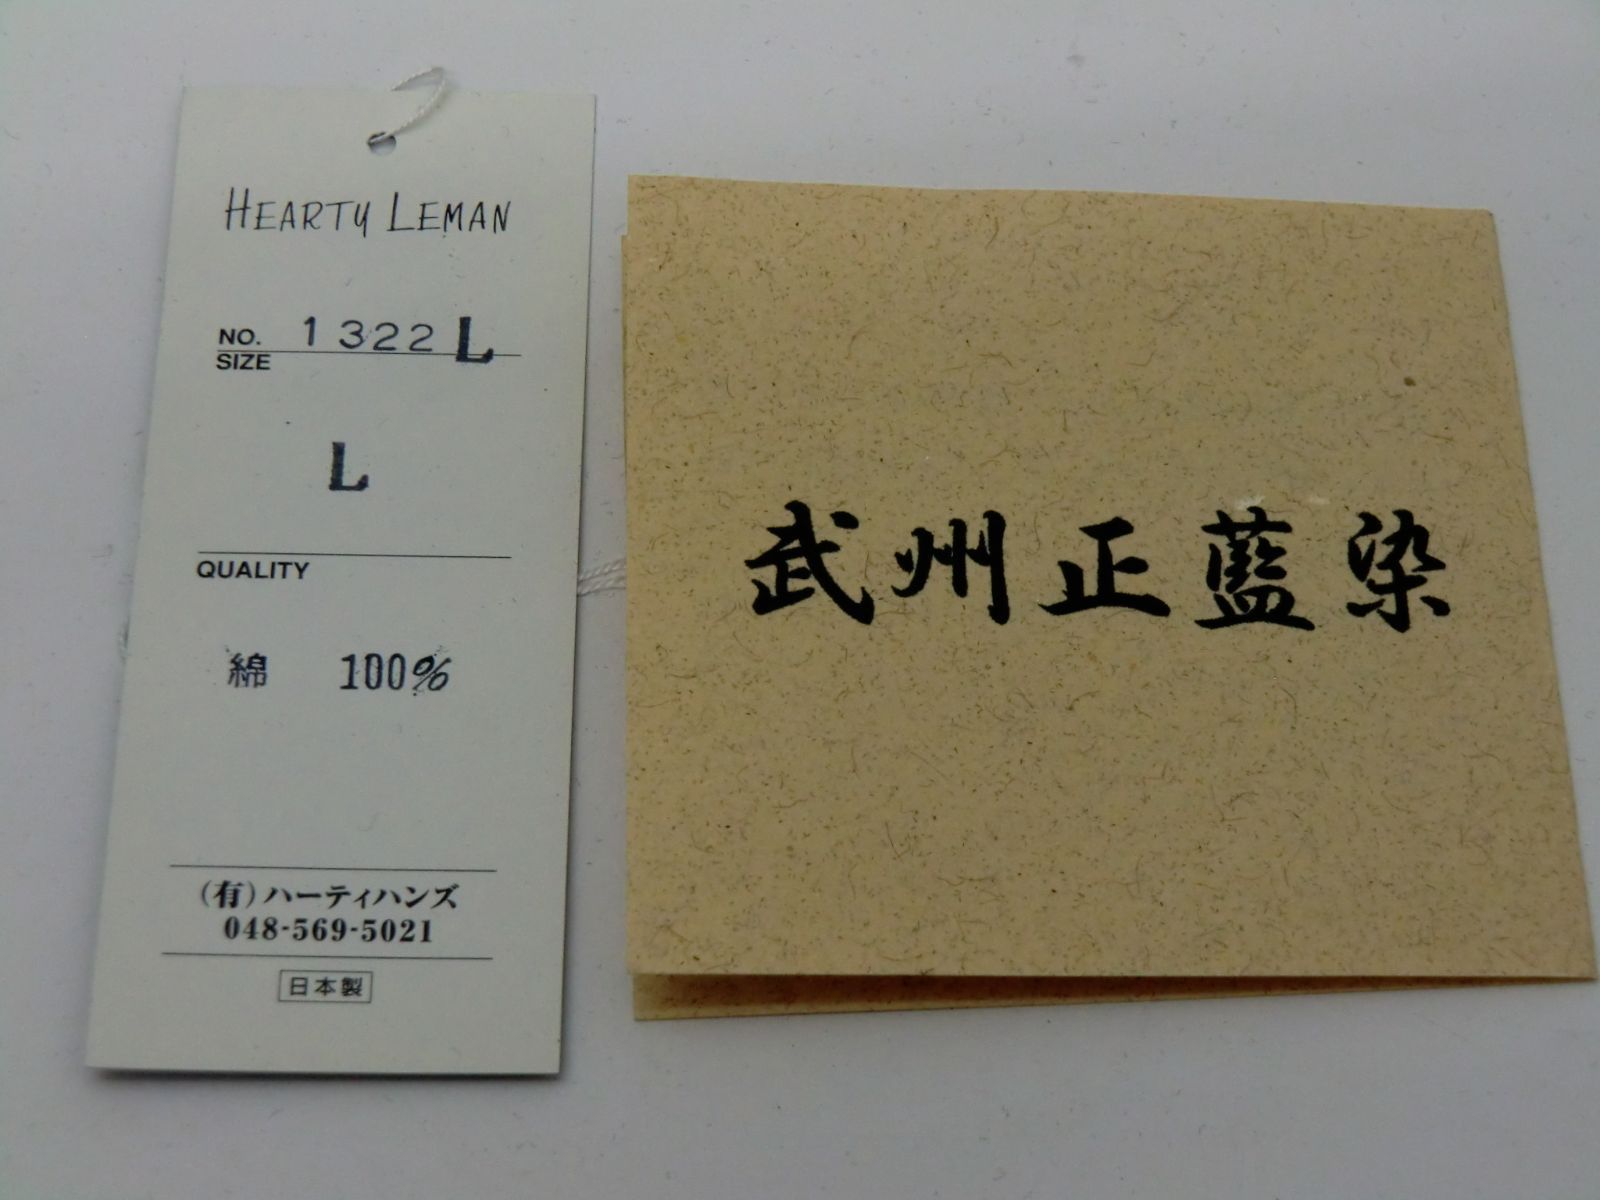 HEARTY LEMAN
NO. 1322 L
SIZE
L
QUALITY
綿 100%
(有)ハーティハンズ
048-569-5021
日本製
武州正藍染